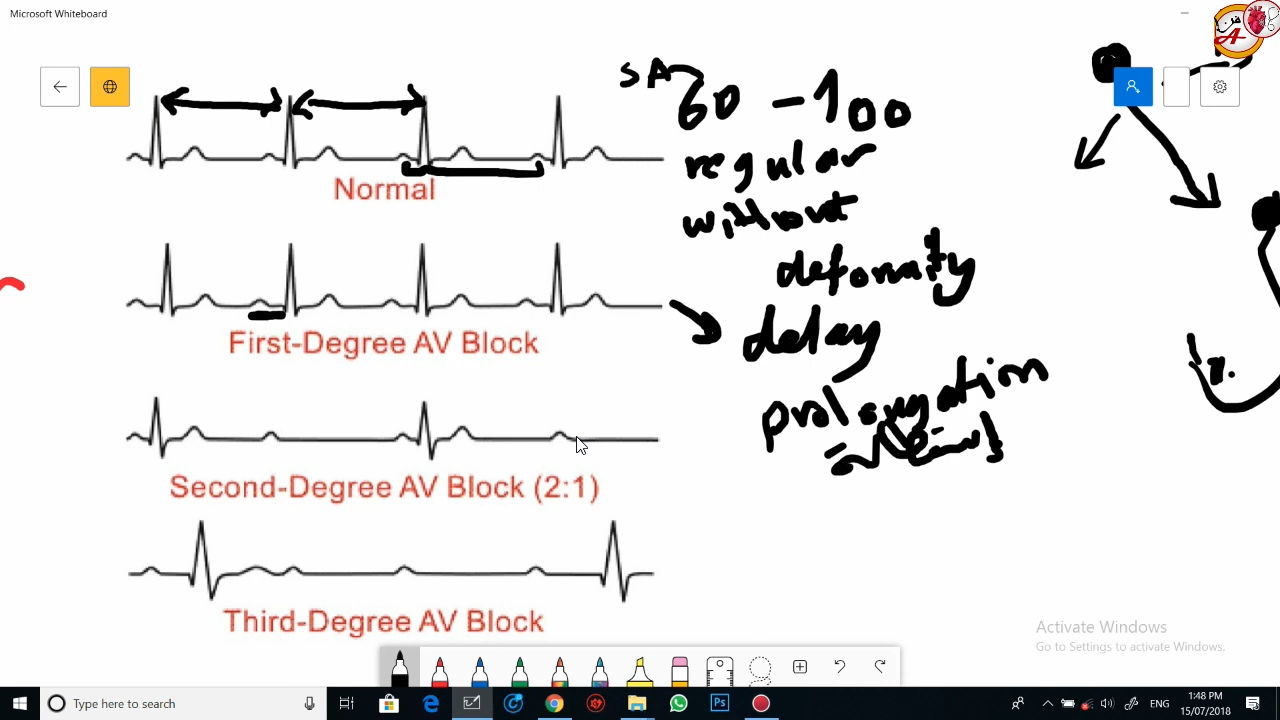 Microsoft Whiteboard
SA
60 - 100
regular
without
deformity
Normal
First-Degree AV Block
delay
prolongation
Second-Degree AV Block (2:1)
Third-Degree AV Block
Activate Windows
Go to Settings to activate Windows.
Type here to search
Ps
ENG
1:48 PM
15/07/2018